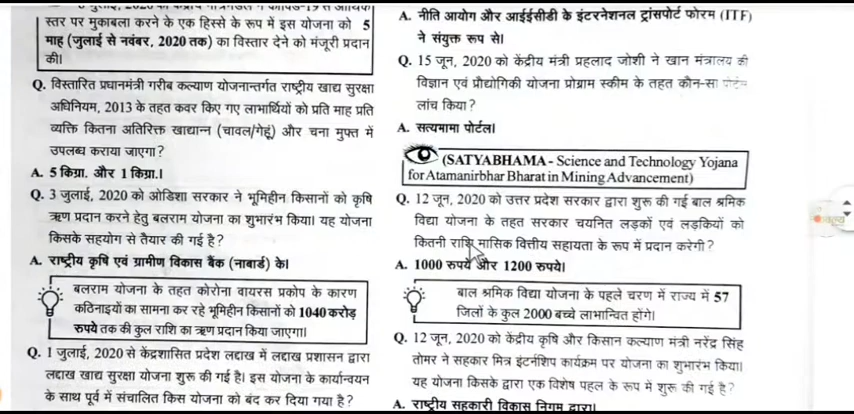 स्तर पर मुकाबला करने के एक हिस्से के रूप में इस योजना को 5
माह (जुलाई से नवंबर, 2020 तक) का विस्तार देने को मंजूरी प्रदान
की।
Q. विस्तारित प्रधानमंत्री गरीब कल्याण योजनान्तर्गत राष्ट्रीय खाद्य सुरक्षा
अधिनियम, 2013 के तहत कवर किए गए लाभार्थियों को प्रति माह प्रति
व्यक्ति कितना अतिरिक्त खाद्यान्न (चावल/गेहूं) और चना मुफ्त में
उपलब्ध कराया जाएगा?
A. 5 किग्रा. और 1 किग्रा.।
Q. 3 जुलाई, 2020 को ओडिशा सरकार ने भूमिहीन किसानों को कृषि
ऋण प्रदान करने हेतु बलराम योजना का शुभारंभ किया। यह योजना
किसके सहयोग से तैयार की गई है?
A. राष्ट्रीय कृषि एवं ग्रामीण विकास बैंक (नाबार्ड) के।
बलराम योजना के तहत कोरोना वायरस प्रकोप के कारण
कठिनाइयों का सामना कर रहे भूमिहीन किसानों को 1040 करोड़
रुपये तक की कुल राशि का ऋण प्रदान किया जाएगा।
Q. 1 जुलाई, 2020 से केंद्रशासित प्रदेश लद्दाख में लद्दाख प्रशासन द्वारा
लद्दाख खाद्य सुरक्षा योजना शुरू की गई है। इस योजना के कार्यान्वयन
के साथ पूर्व में संचालित किस योजना को बंद कर दिया गया है?
A. नीति आयोग और आईईसीडी के इंटरनेशनल ट्रांसपोर्ट फोरम (ITF)
ने संयुक्त रूप से।
Q. 15 जून, 2020 को केंद्रीय मंत्री प्रहलाद जोशी ने खान मंत्रालय की
विज्ञान एवं प्रौद्योगिकी योजना प्रोग्राम स्कीम के तहत कौन-सा पोर्टल
लांच किया?
A. सत्यभामा पोर्टल।
(SATYABHAMA - Science and Technology Yojana
for Atamanirbhar Bharat in Mining Advancement)
Q. 12 जून, 2020 को उत्तर प्रदेश सरकार द्वारा शुरू की गई बाल श्रमिक
विद्या योजना के तहत सरकार चयनित लड़कों एवं लड़कियों को
कितनी राशि मासिक वित्तीय सहायता के रूप में प्रदान करेगी?
A. 1000 रुपये और 1200 रुपये।
बाल श्रमिक विद्या योजना के पहले चरण में राज्य में 57
जिलों के कुल 2000 बच्चे लाभान्वित होंगे।
Q. 12 जून, 2020 को केंद्रीय कृषि और किसान कल्याण मंत्री नरेंद्र सिंह
तोमर ने सहकार मित्र इंटर्नशिप कार्यक्रम पर योजना का शुभारंभ किया।
यह योजना किसके द्वारा एक विशेष पहल के रूप में शुरू की गई है?
A. राष्ट्रीय सहकारी विकास निगम द्वारा।